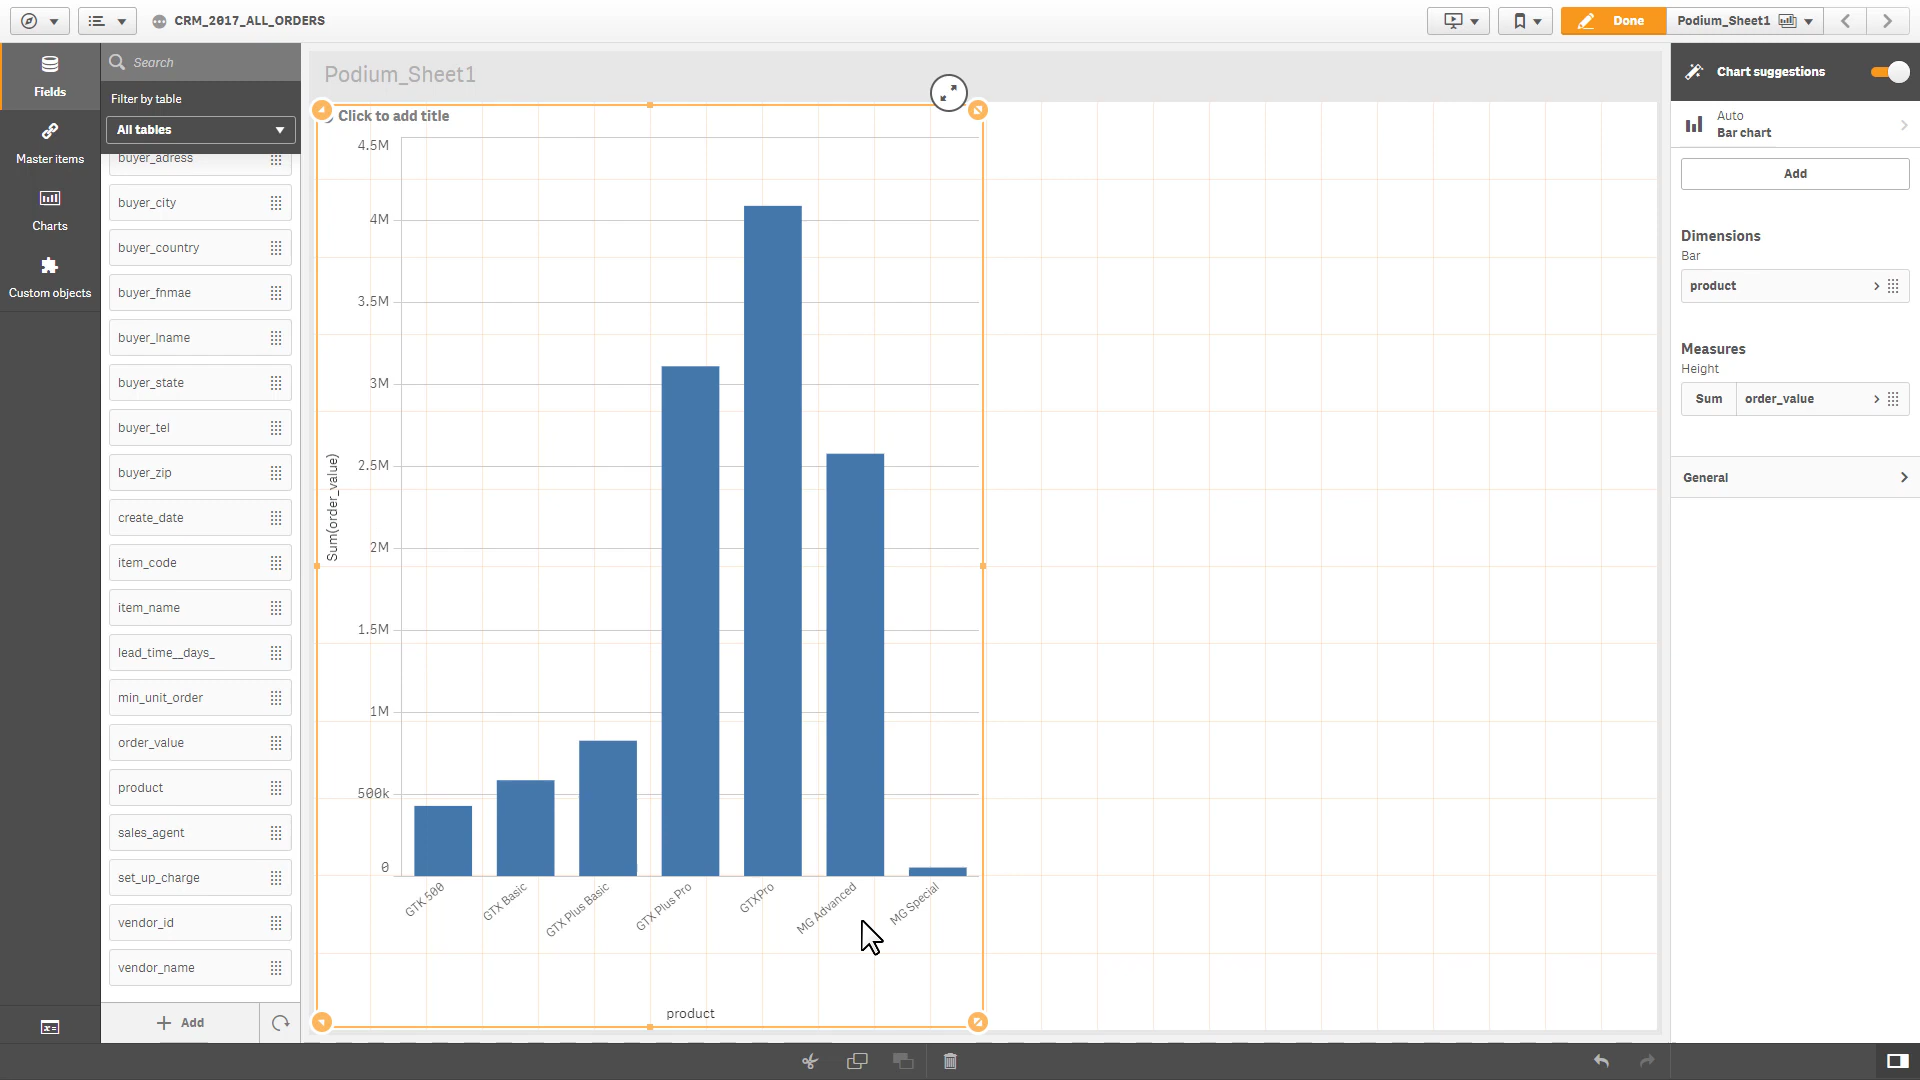 CRM_2017_ALL_ORDERS
Done
Podium_Sheet1
Fields
Master items
Charts
Custom objects
Search
Filter by table
All tables
buyer_adress
buyer_city
buyer_country
buyer_fnmae
buyer_lname
buyer_state
buyer_tel
buyer_zip
create_date
item_code
item_name
lead_time__days_
min_unit_order
order_value
product
sales_agent
set_up_charge
vendor_id
vendor_name
Add
Podium_Sheet1
Click to add title
4.5M
4M
3.5M
3M
2.5M
2M
1.5M
1M
500k
0
Sum(order_value)
GTK 500
GTX Basic
GTX Plus Basic
GTX Plus Pro
GTXPro
MG Advanced
MG Special
product
Chart suggestions
Auto
Bar chart
Add
Dimensions
Bar
product
Measures
Height
Sum order_value
General